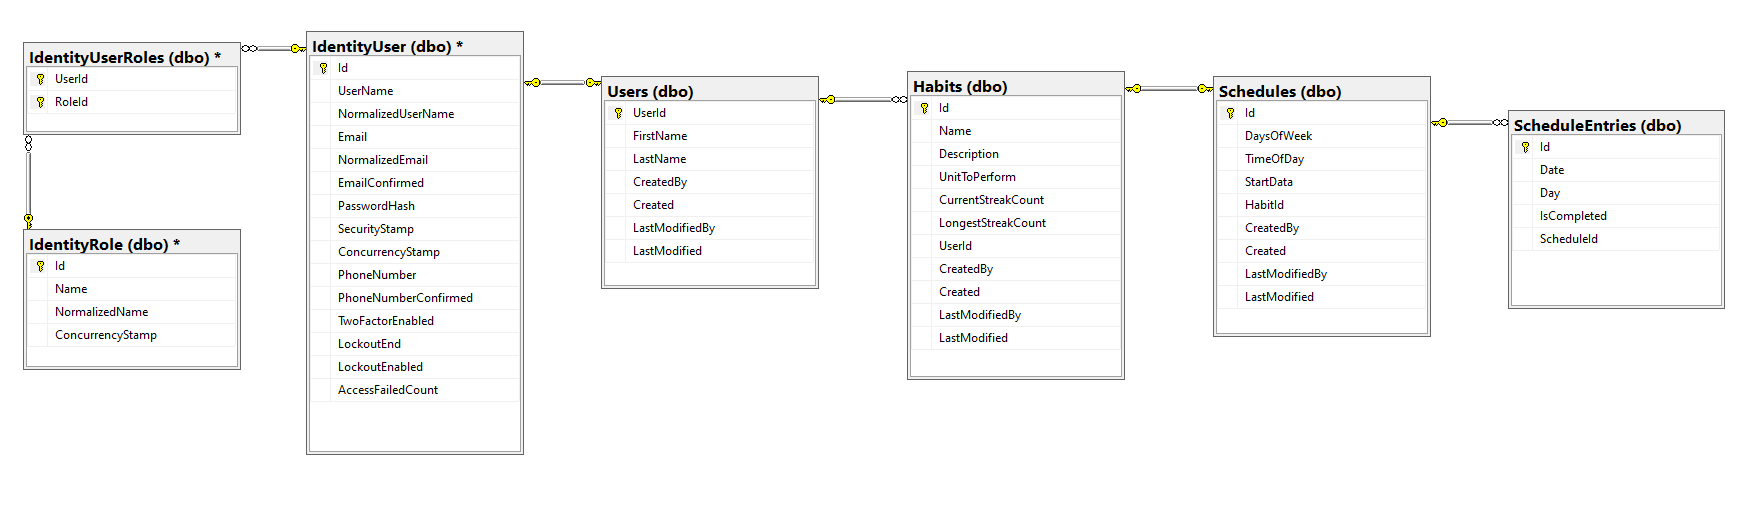 IdentityUserRoles (dbo) *
UserId
RoleId
IdentityRole (dbo) *
Id
Name
NormalizedName
ConcurrencyStamp
IdentityUser (dbo) *
Id
UserName
NormalizedUserName
Email
NormalizedEmail
EmailConfirmed
PasswordHash
SecurityStamp
ConcurrencyStamp
PhoneNumber
PhoneNumberConfirmed
TwoFactorEnabled
LockoutEnd
LockoutEnabled
AccessFailedCount
Users (dbo)
UserId
FirstName
LastName
CreatedBy
Created
LastModifiedBy
LastModified
Habits (dbo)
Id
Name
Description
UnitToPerform
CurrentStreakCount
LongestStreakCount
UserId
CreatedBy
Created
LastModifiedBy
LastModified
Schedules (dbo)
Id
DaysOfWeek
TimeOfDay
StartData
HabitId
CreatedBy
Created
LastModifiedBy
LastModified
ScheduleEntries (dbo)
Id
Date
Day
IsCompleted
ScheduleId